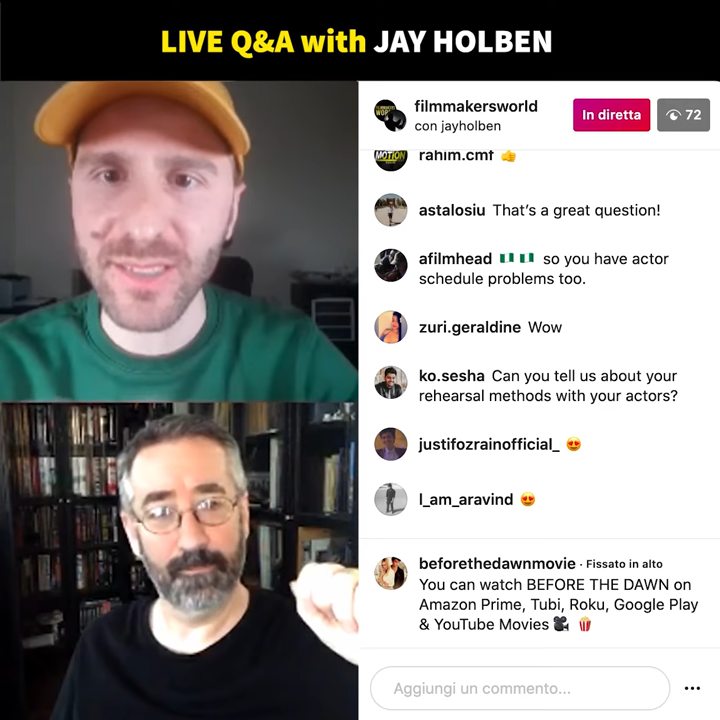 LIVE Q&A with JAY HOLBEN
filmmakersworld
con jayholben
In diretta
72
rahim.cmf 👍
astalosiu That's a great question!
afilmhead 🇳🇬 🇳🇬 so you have actor
schedule problems too.
zuri.geraldine Wow
ko.sesha Can you tell us about your
rehearsal methods with your actors?
justifozrainofficial_ 😍
l_am_aravind 😍
beforethedawnmovie · Fissato in alto
You can watch BEFORE THE DAWN on
Amazon Prime, Tubi, Roku, Google Play
& YouTube Movies 🎥 🍿
Aggiungi un commento...